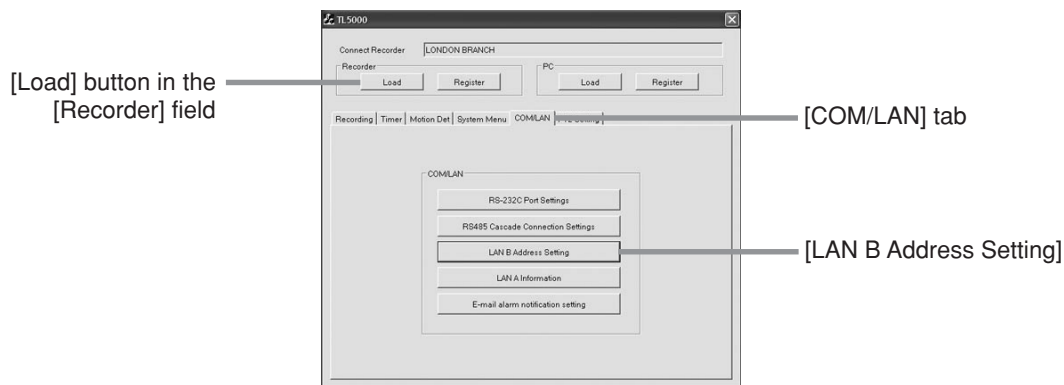 TL5000
Connect Recorder LONDON BRANCH
Recorder
Load Register
PC
Load Register
[Load] button in the
[Recorder] field
Recording Timer Motion Det System Menu COM/LAN Setting
[COM/LAN] tab
COM/LAN
RS-232C Port Settings
RS485 Cascade Connection Settings
LAN B Address Setting
[LAN B Address Setting]
LAN A Information
E-mail alarm notification setting